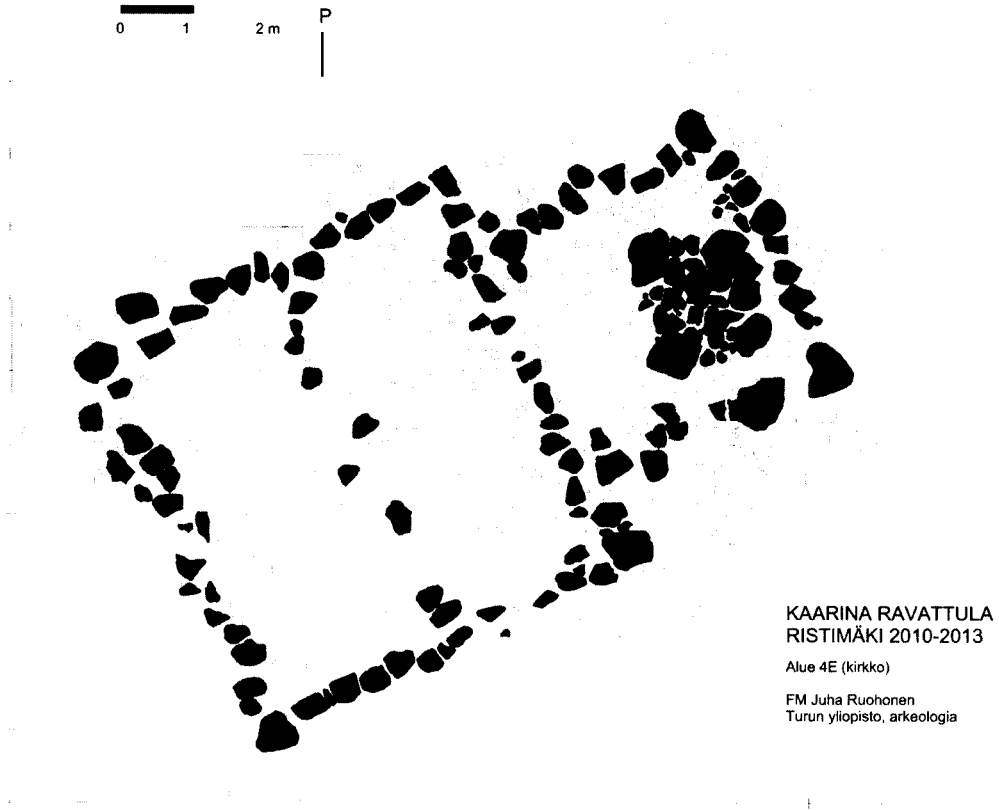 0 1 2 m
P
KAARINA RAVATTULA
RISTIMÄKI 2010-2013
Alue 4E (kirkko)
FM Juha Ruohonen
Turun yliopisto, arkeologia